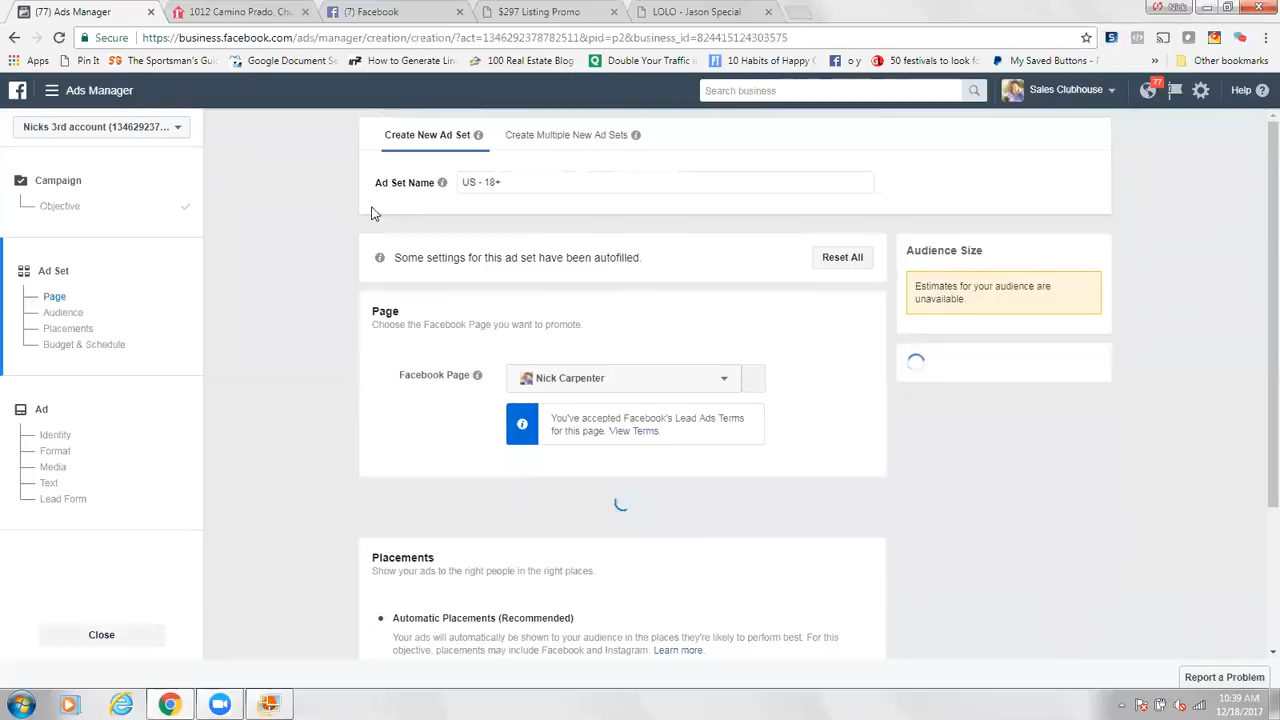 (77) Ads Manager
1012 Camino Prado, Ch
(7) Facebook
$297 Listing Promo
LOLO - Jason Special
Nick
Secure
https://business.facebook.com/ads/manager/creation/creation/?act=1346292378782511&pid=p2&business_id=824415124303575
Apps
Pin It
The Sportsman's Gui
Google Document Se
How to Generate Lin
100 Real Estate Blog
Double Your Traffic i
10 Habits of Happy C
o y
50 festivals to look fo
My Saved Buttons - P
Other bookmarks
Ads Manager
Search business
Sales Clubhouse
77
Help
Nicks 3rd account (134629237...
Campaign
Objective
Ad Set
Page
Audience
Placements
Budget & Schedule
Ad
Identity
Format
Media
Text
Lead Form
Close
Create New Ad Set
Create Multiple New Ad Sets
Ad Set Name
US - 18+
Some settings for this ad set have been autofilled.
Reset All
Page
Choose the Facebook Page you want to promote.
Facebook Page
Nick Carpenter
You've accepted Facebook's Lead Ads Terms
for this page. View Terms.
Placements
Show your ads to the right people in the right places.
Automatic Placements (Recommended)
Your ads will automatically be shown to your audience in the places they're likely to perform best. For this
objective, placements may include Facebook and Instagram. Learn more.
Audience Size
Estimates for your audience are
unavailable.
Report a Problem
10:39 AM
12/18/2017